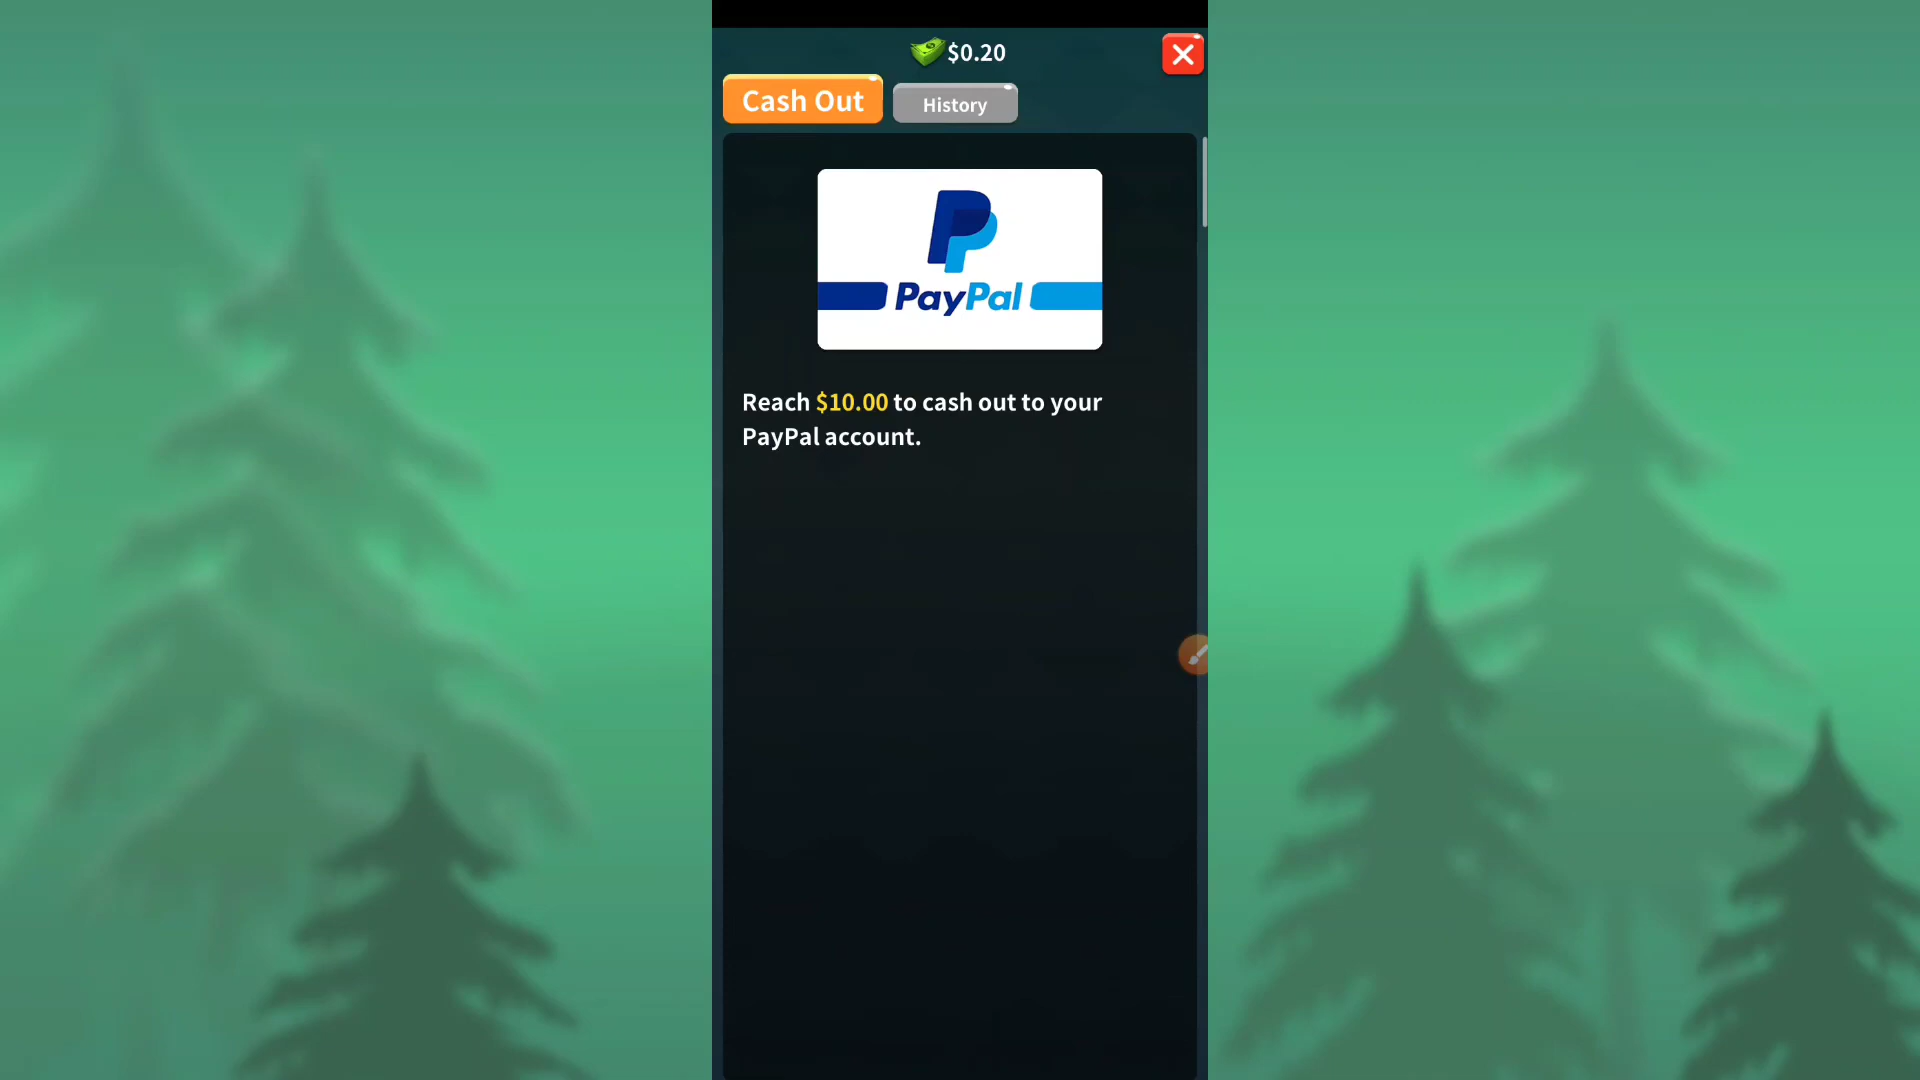 $0.20
Cash Out
History
PayPal
Reach $10.00 to cash out to your
PayPal account.